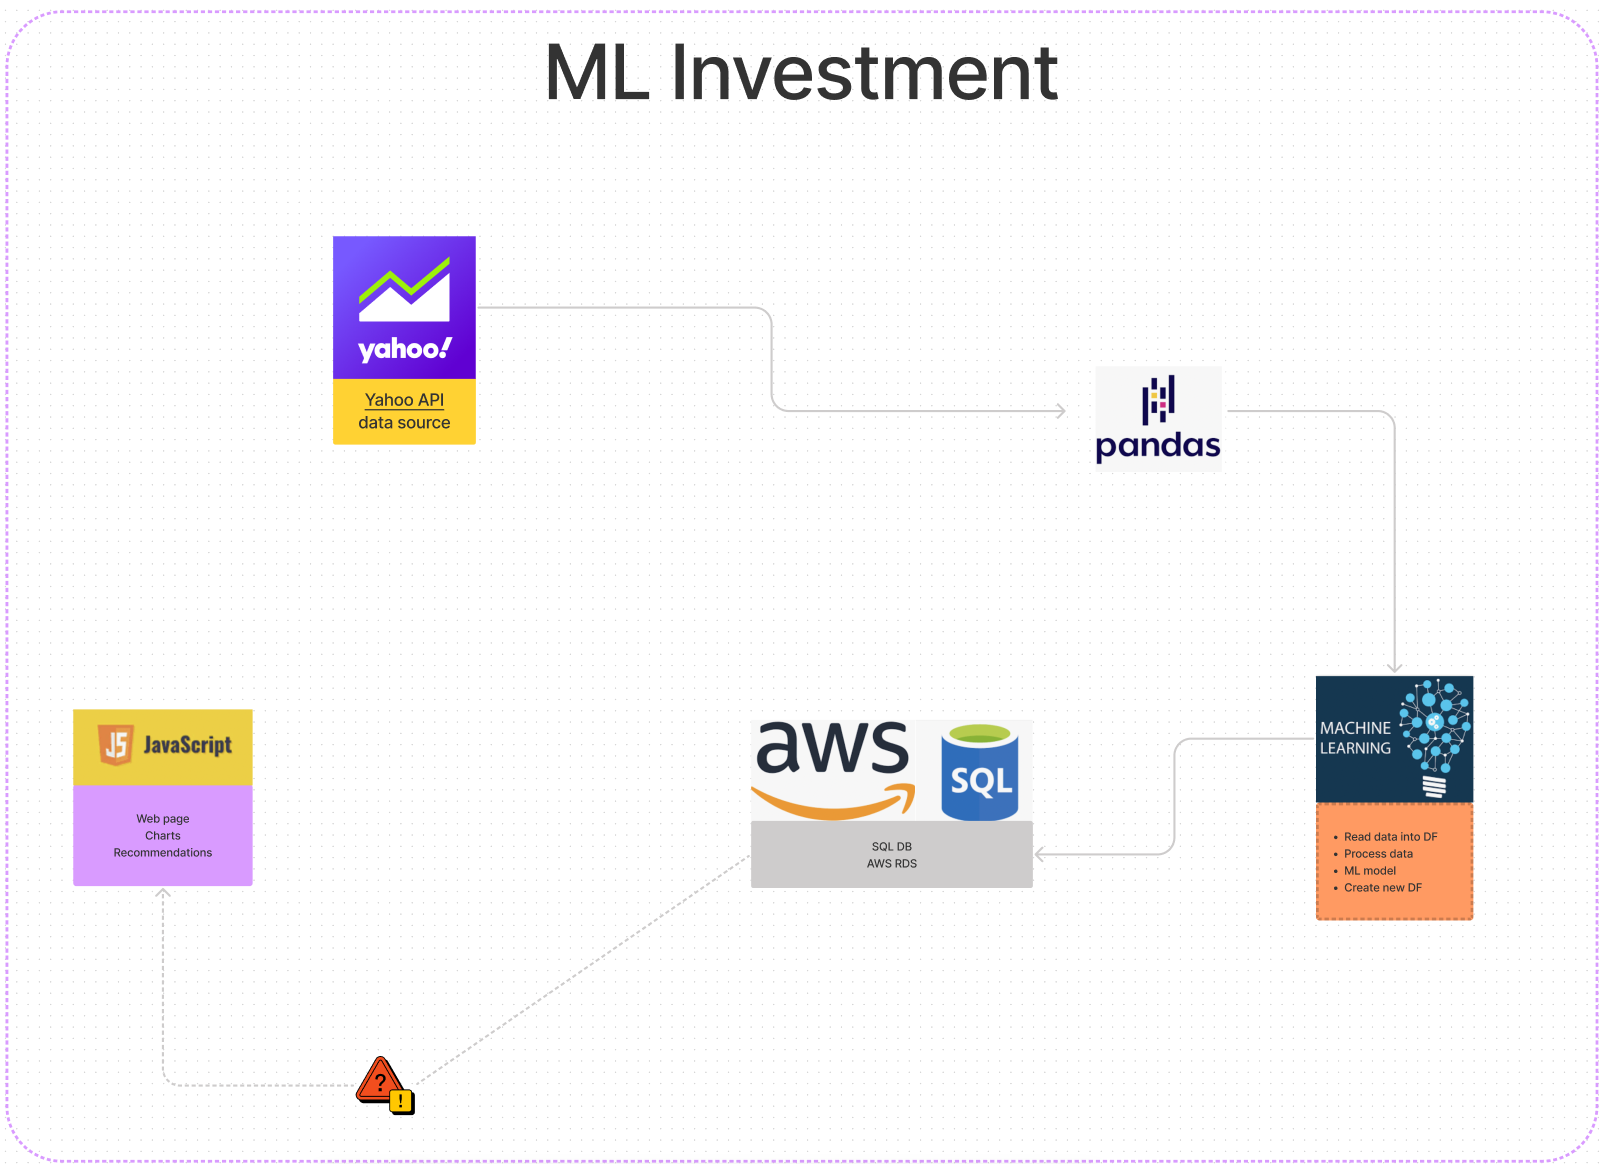 ML Investment
yahoo!
Yahoo API
data source
pandas
MACHINE
LEARNING
Read data into DF
Process data
ML model
Create new DF
aws
SQL
SQL DB
AWS RDS
JS JavaScript
Web page
Charts
Recommendations
?
!